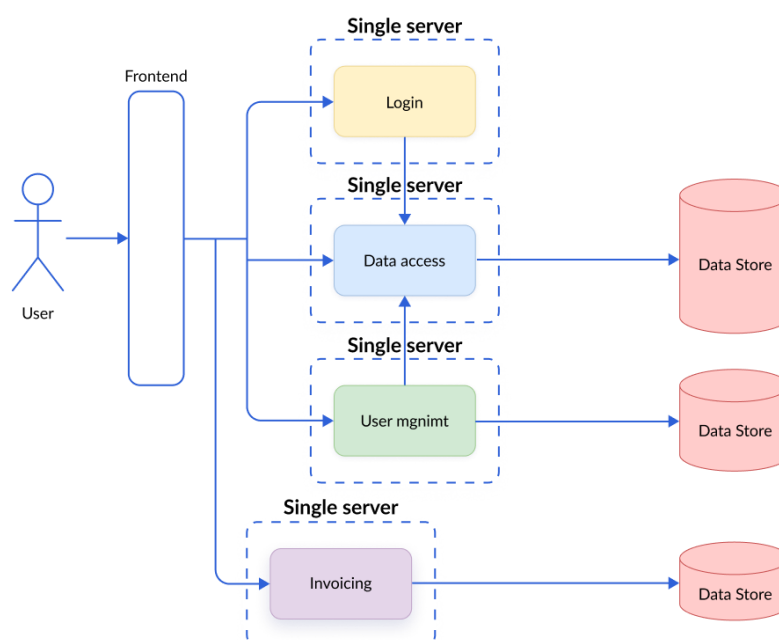 Single server
Frontend
Login
Single server
Data access
Data Store
User
Single server
User mgnimt
Data Store
Single server
Invoicing
Data Store